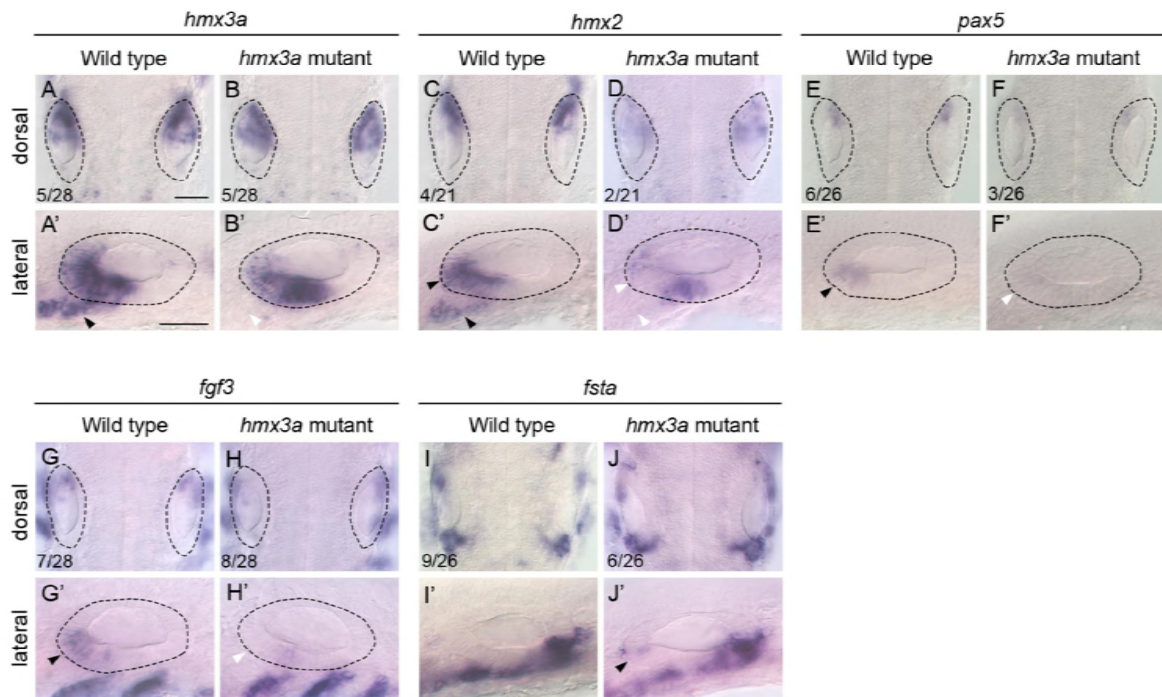 hmx3a hmx2 pax5
Wild type hmx3a mutant Wild type hmx3a mutant Wild type hmx3a mutant
dorsal A B C D E F
5/28 5/28 4/21 2/21 6/26 3/26
lateral A’ B’ C’ D’ E’ F’
fgf3 fsta
Wild type hmx3a mutant Wild type hmx3a mutant
dorsal G H I J
7/28 8/28 9/26 6/26
lateral G’ H’ I’ J’